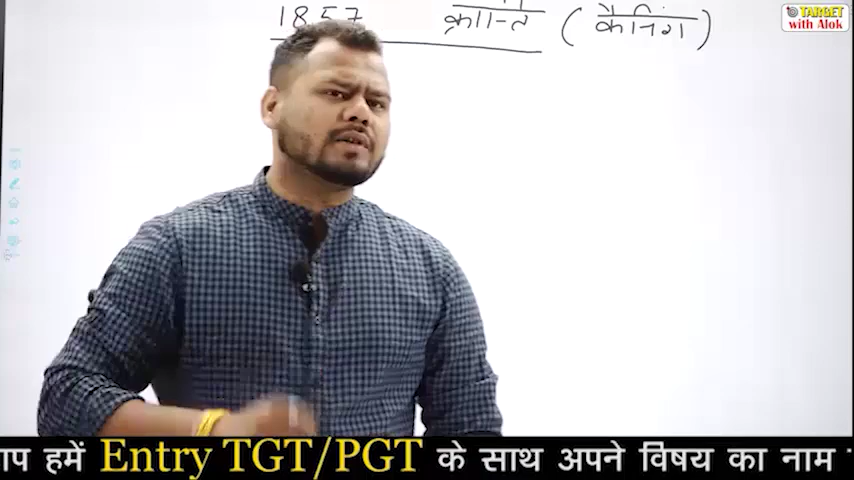 1857 क्रान्ति (कैनिंग)
TARGET
with Alok
हमें Entry TGT/PGT के साथ अपने विषय का नाम